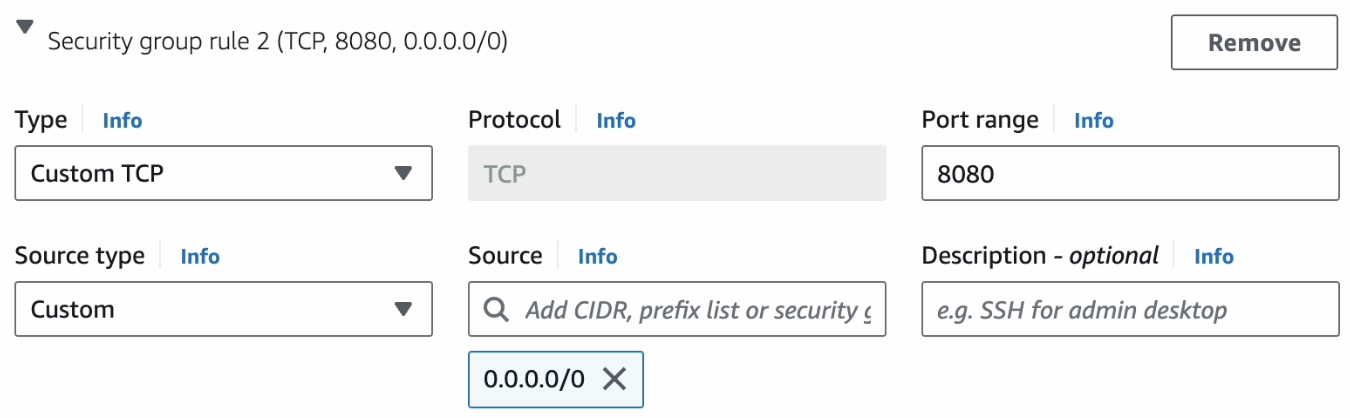 Security group rule 2 (TCP, 8080, 0.0.0.0/0)
Remove
Type Info
Protocol Info
Port range Info
Custom TCP
TCP
8080
Source type Info
Source Info
Description - optional Info
Custom
Add CIDR, prefix list or security g
e.g. SSH for admin desktop
0.0.0.0/0